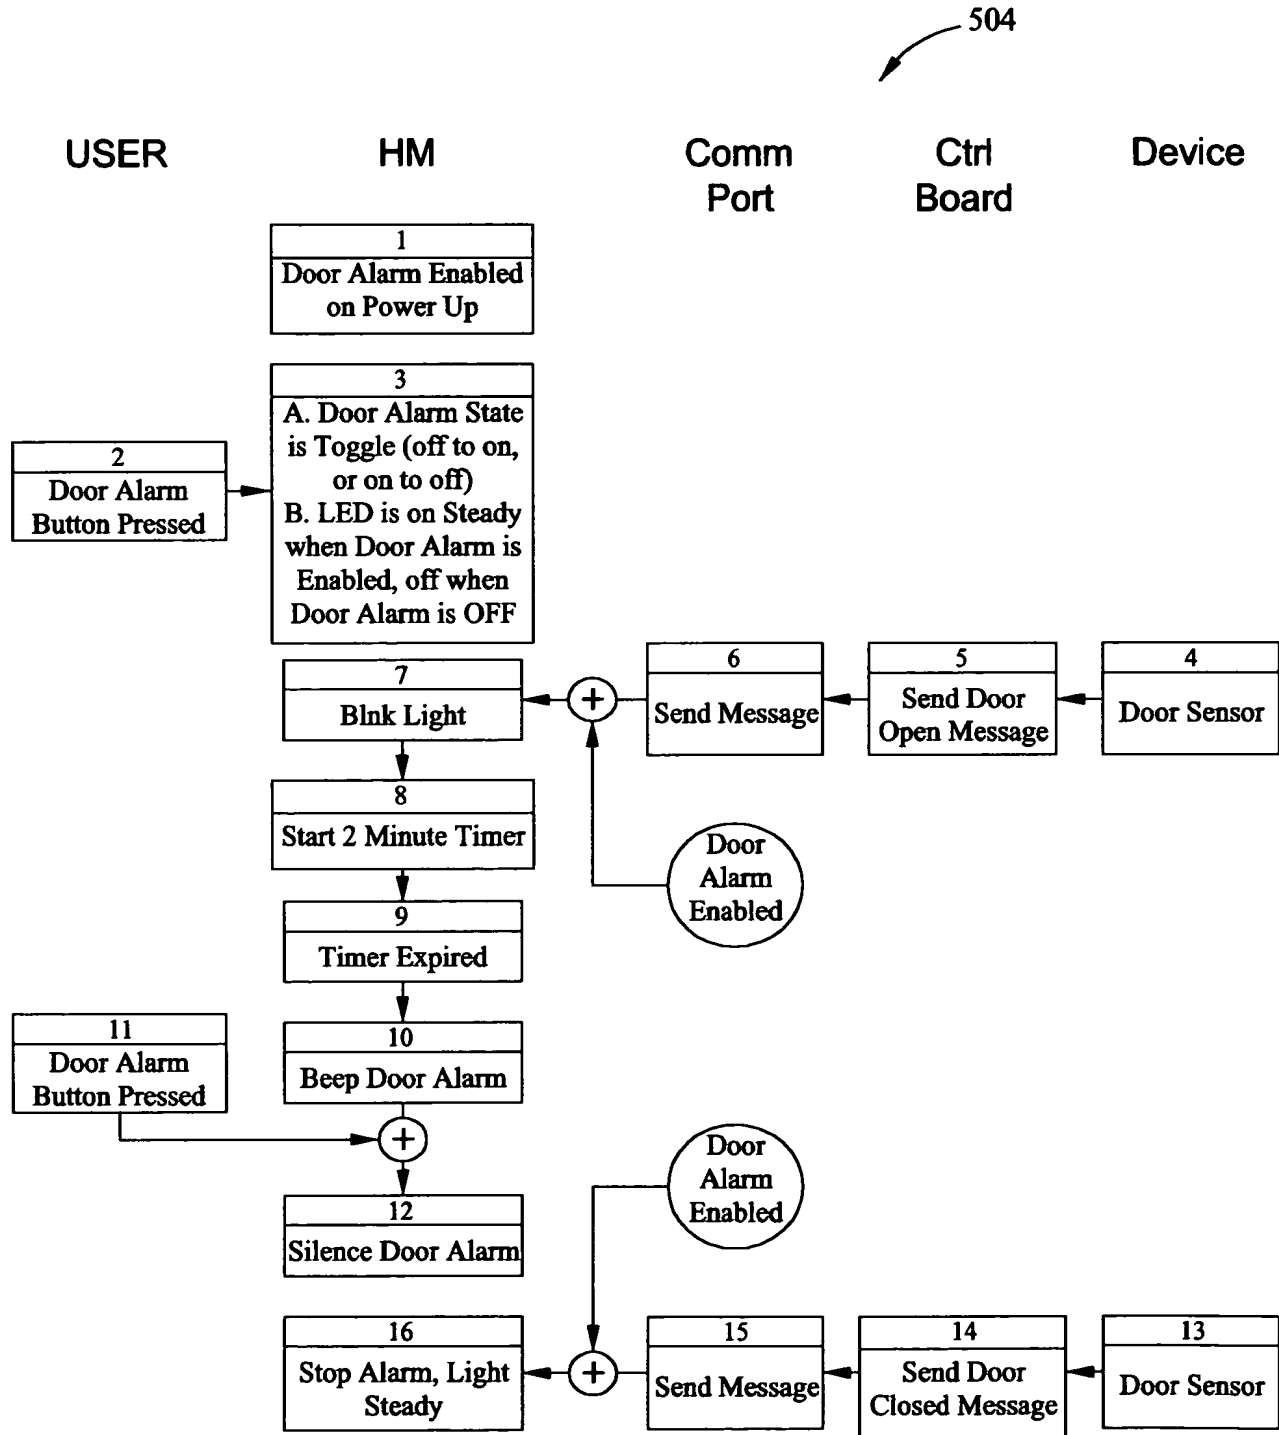 504
USER
HM
Comm
Port
Ctrl
Board
Device
1
Door Alarm Enabled
on Power Up
2
Door Alarm
Button Pressed
3
A. Door Alarm State
is Toggle (off to on,
or on to off)
B. LED is on Steady
when Door Alarm is
Enabled, off when
Door Alarm is OFF
7
Blnk Light
+
6
Send Message
5
Send Door
Open Message
4
Door Sensor
8
Start 2 Minute Timer
Door
Alarm
Enabled
9
Timer Expired
11
Door Alarm
Button Pressed
10
Beep Door Alarm
+
Door
Alarm
Enabled
12
Silence Door Alarm
16
Stop Alarm, Light
Steady
+
15
Send Message
14
Send Door
Closed Message
13
Door Sensor